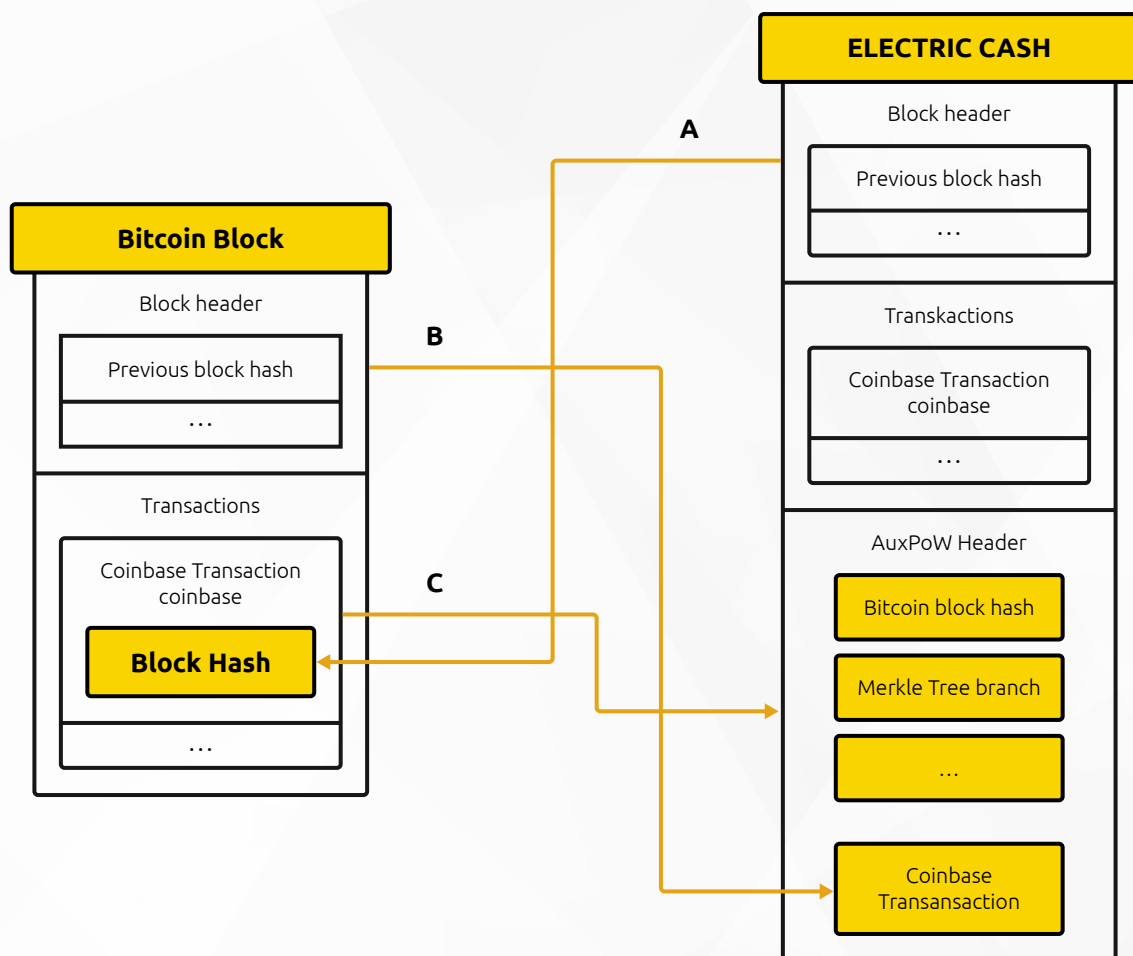 ELECTRIC CASH
Block header
Previous block hash
...
Transkactions
Coinbase Transaction
coinbase
...
AuxPoW Header
Bitcoin block hash
Merkle Tree branch
...
Coinbase
Transansaction
A
B
C
Bitcoin Block
Block header
Previous block hash
...
Transactions
Coinbase Transaction
coinbase
Block Hash
...